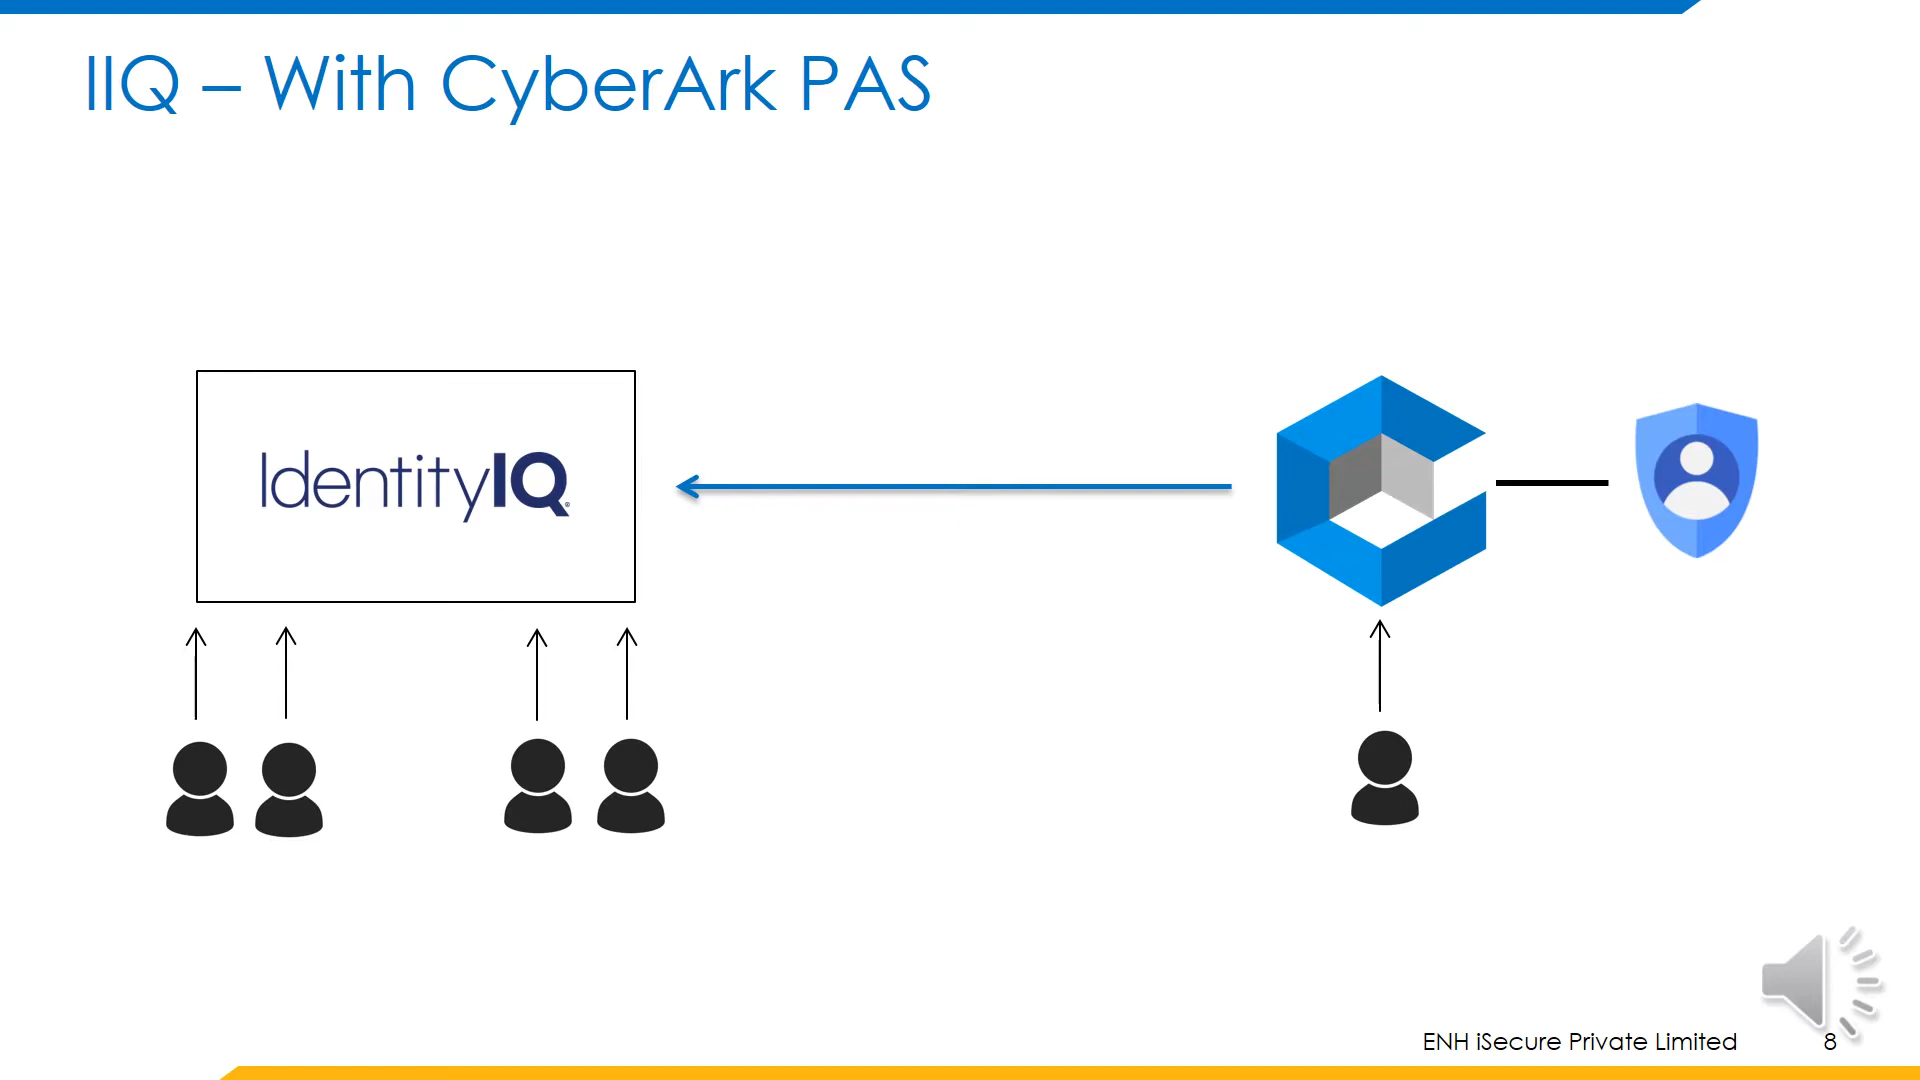 IIQ – With CyberArk PAS
IdentityIQ®
ENH iSecure Private Limited
8